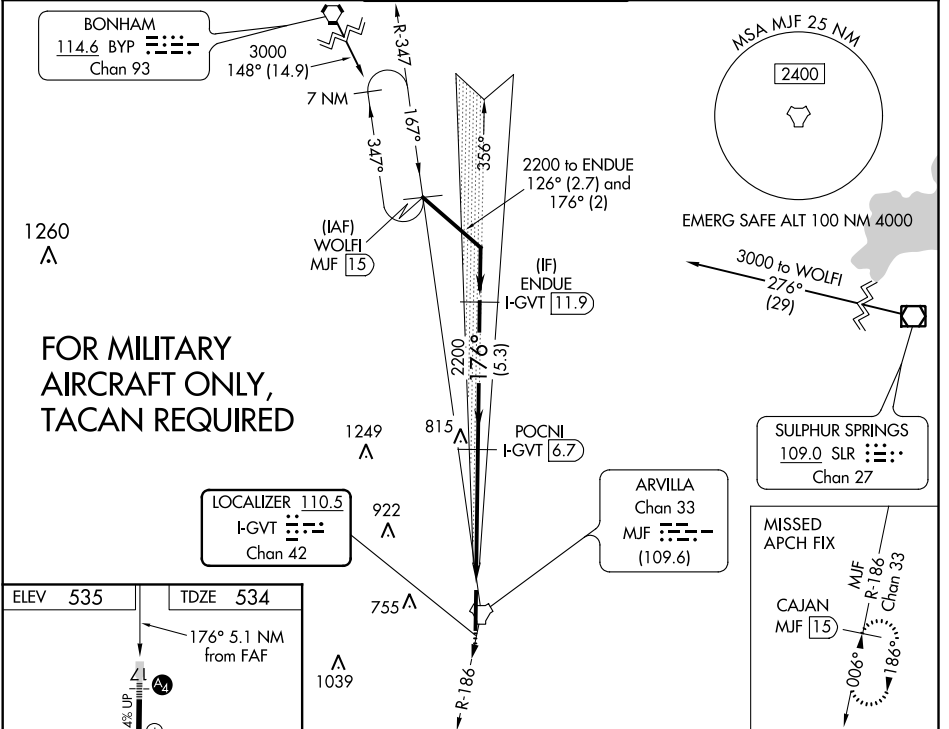 BONHAM
114.6 BYP
Chan 93
3000
148° (14.9)
7 NM
R-347
167°
347°
356°
2200 to ENDUE
126° (2.7) and
176° (2)
MSA MJF 25 NM
2400
EMERG SAFE ALT 100 NM 4000
1260
(IAF)
WOLFI
MJF 15
(IF)
ENDUE
I-GVT 11.9
3000 to WOLFI
276°
(29)
FOR MILITARY
AIRCRAFT ONLY,
TACAN REQUIRED
2200
176°
(5.3)
1249
815
POCNI
I-GVT 6.7
SULPHUR SPRINGS
109.0 SLR
Chan 27
LOCALIZER 110.5
I-GVT
Chan 42
922
ARVILLA
Chan 33
MJF
(109.6)
MISSED
APCH FIX
MJF
R-186
Chan 33
CAJAN
MJF 15
006°
186°
755
1039
R-186
ELEV 535
TDZE 534
176° 5.1 NM
from FAF
17
A4
4% UP